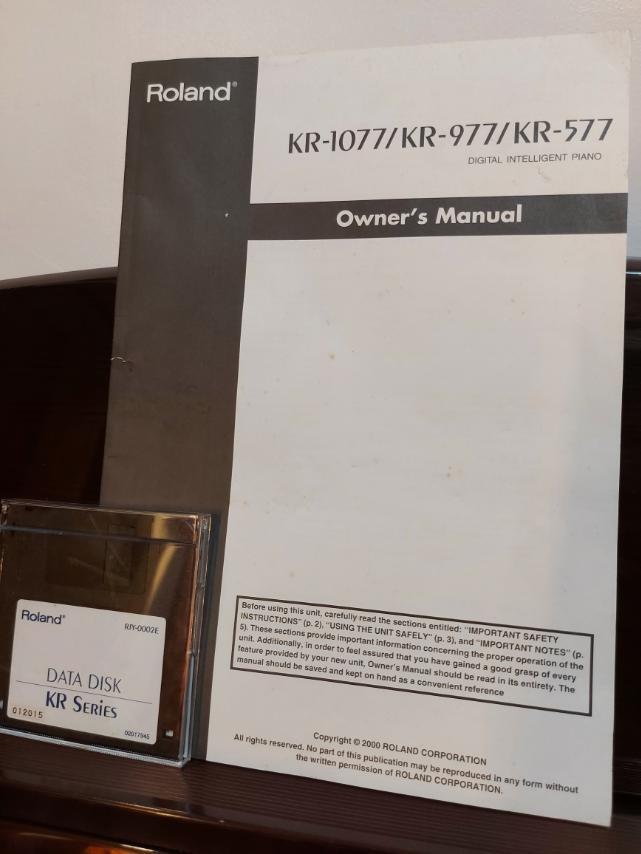 Roland®
KR-1077/KR-977/KR-577
DIGITAL INTELLIGENT PIANO
Owner's Manual
Before using this unit, carefully read the sections entitled: "IMPORTANT SAFETY
INSTRUCTIONS" (p. 2), "USING THE UNIT SAFELY" (p. 3), and "IMPORTANT NOTES" (p.
5). These sections provide important information concerning the proper operation of the
unit. Additionally, in order to feel assured that you have gained a good grasp of every
feature provided by your new unit, Owner's Manual should be read in its entirety. The
manual should be saved and kept on hand as a convenient reference
Copyright © 2000 ROLAND CORPORATION
All rights reserved. No part of this publication may be reproduced in any form without
the written permission of ROLAND CORPORATION.
Roland®
RJY-0002E
DATA DISK
KR SERIES
012015
02017545